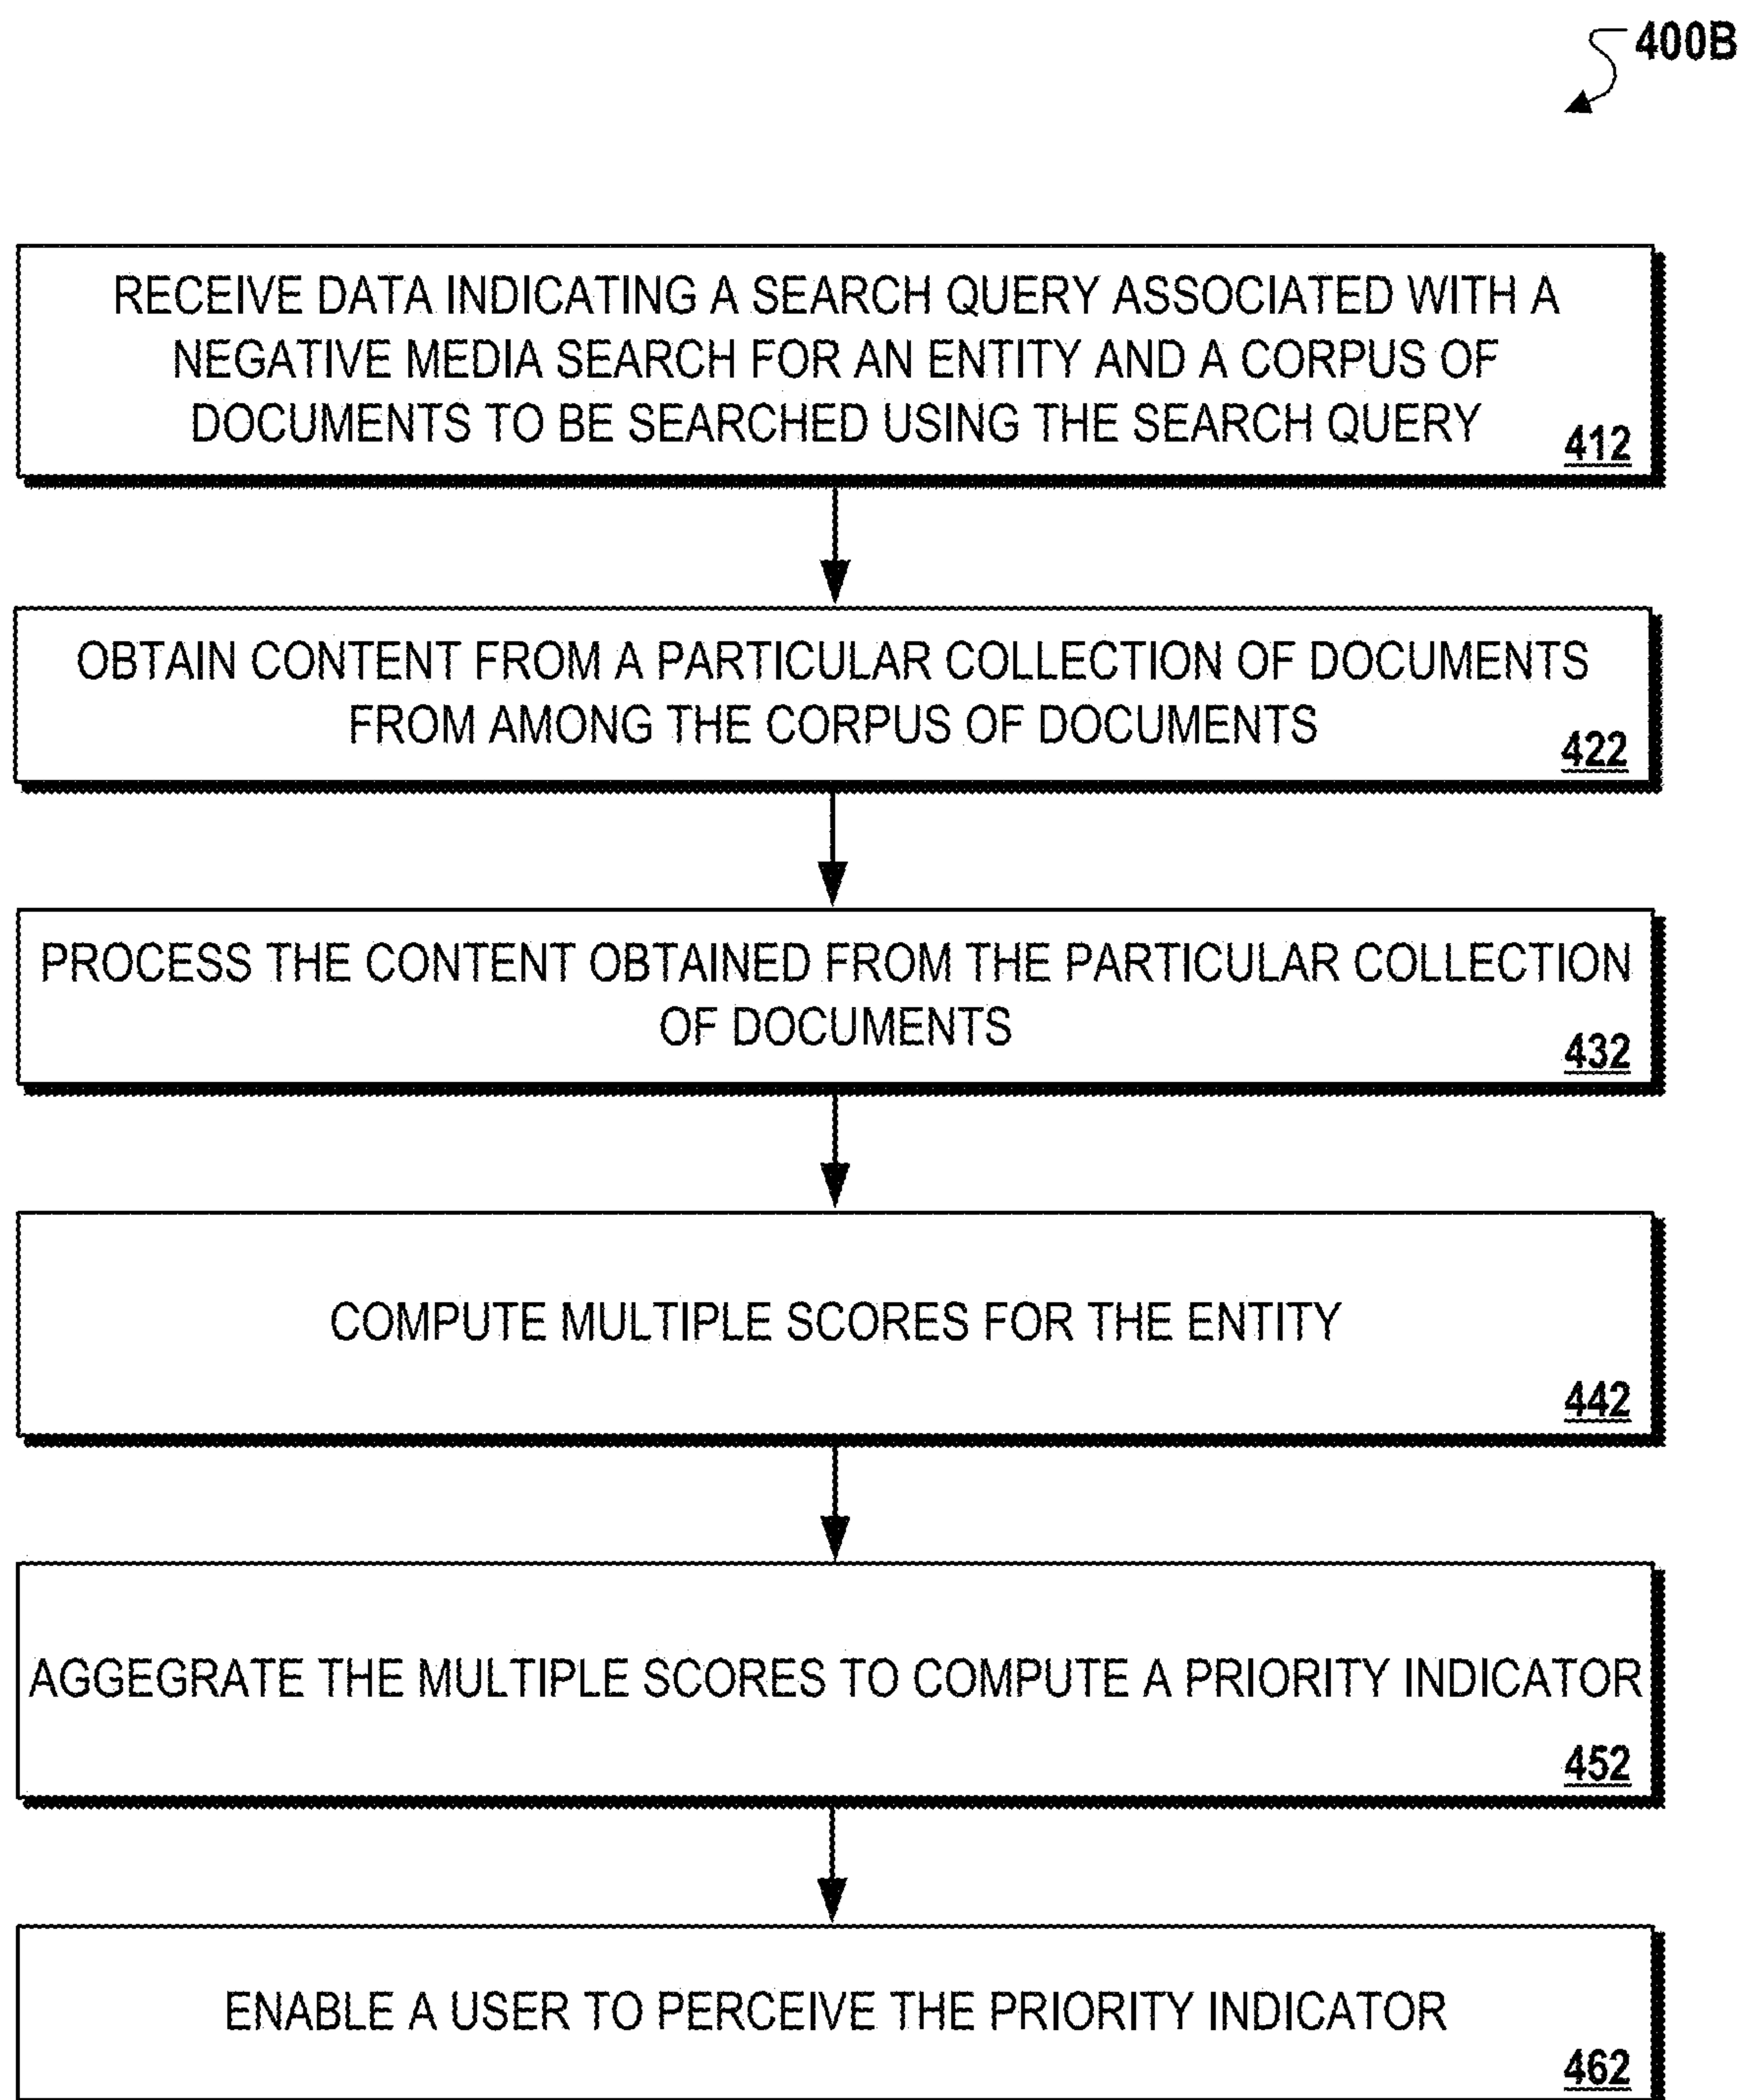 400B
RECEIVE DATA INDICATING A SEARCH QUERY ASSOCIATED WITH A
NEGATIVE MEDIA SEARCH FOR AN ENTITY AND A CORPUS OF
DOCUMENTS TO BE SEARCHED USING THE SEARCH QUERY
412
OBTAIN CONTENT FROM A PARTICULAR COLLECTION OF DOCUMENTS
FROM AMONG THE CORPUS OF DOCUMENTS
422
PROCESS THE CONTENT OBTAINED FROM THE PARTICULAR COLLECTION
OF DOCUMENTS
432
COMPUTE MULTIPLE SCORES FOR THE ENTITY
442
AGGEGRATE THE MULTIPLE SCORES TO COMPUTE A PRIORITY INDICATOR
452
ENABLE A USER TO PERCEIVE THE PRIORITY INDICATOR
462